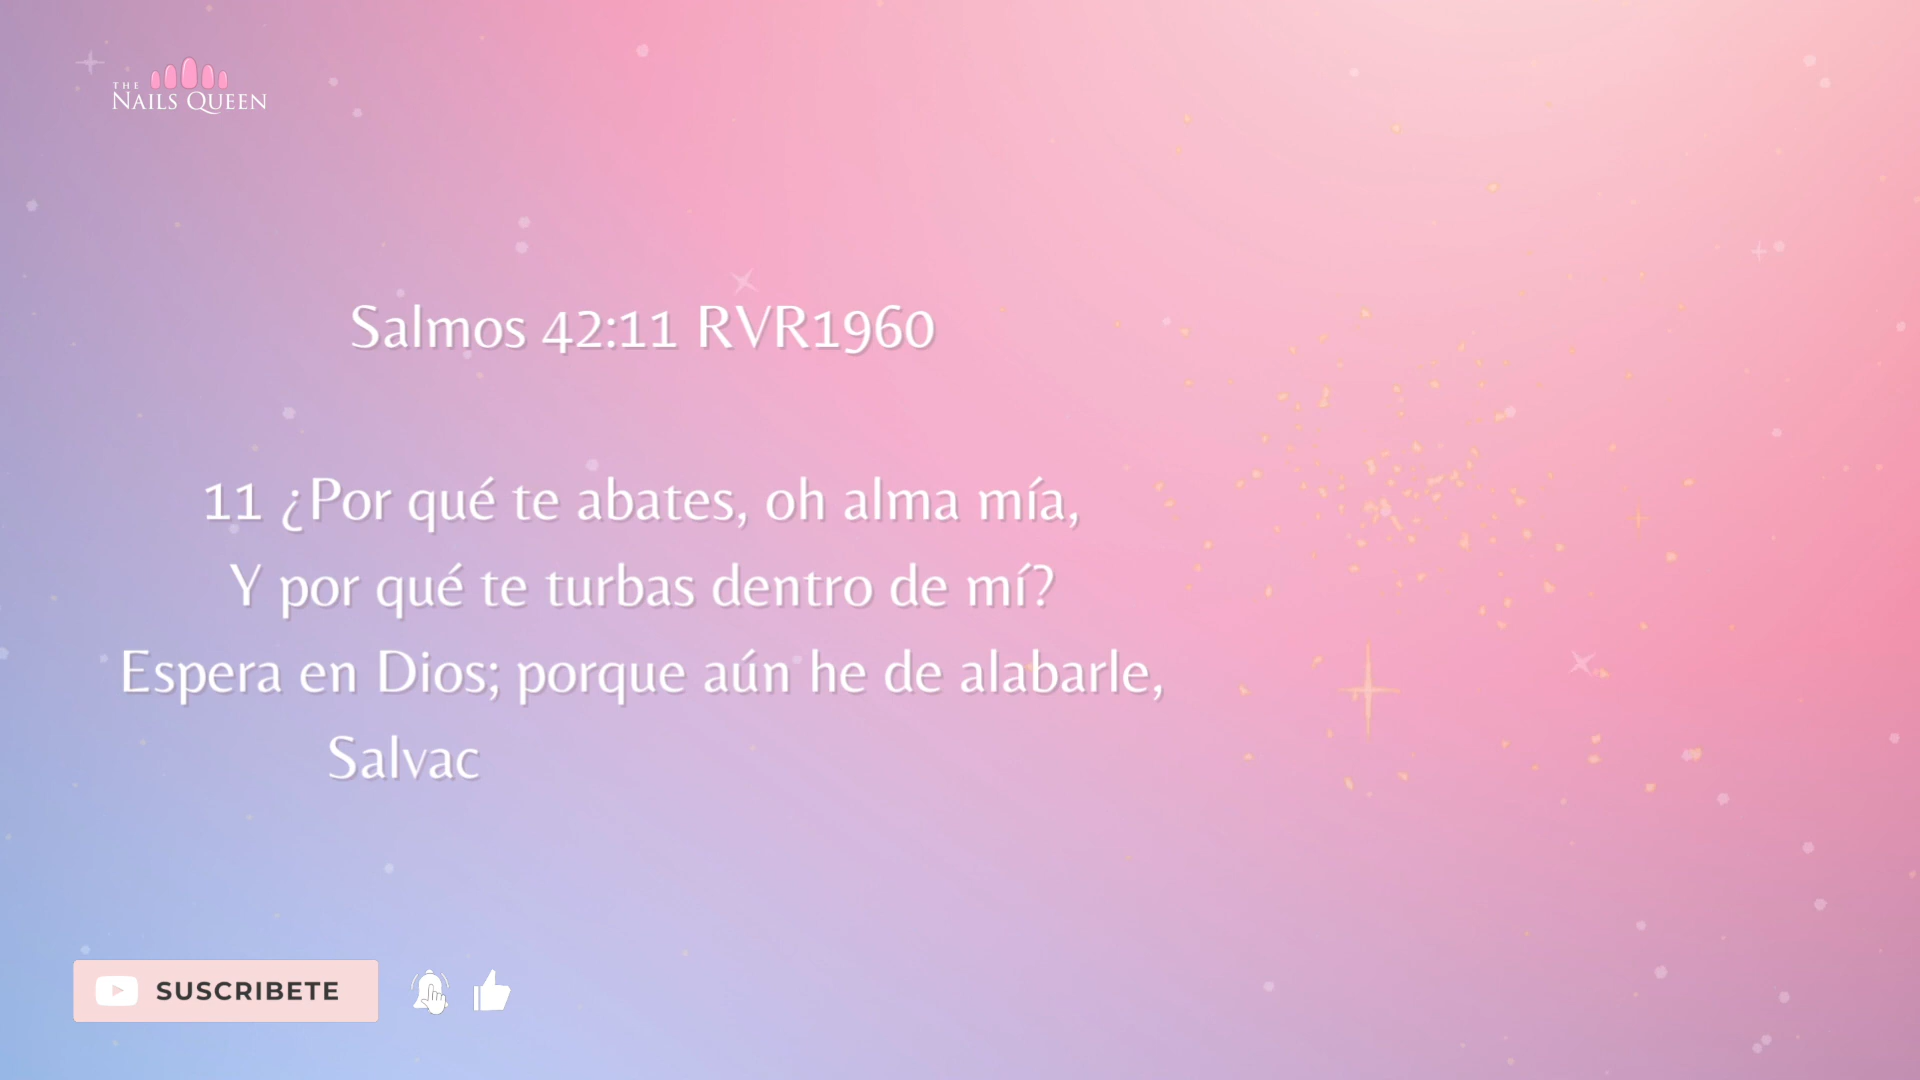 THE
NAILS QUEEN
Salmos 42:11 RVR1960
11 ¿Por qué te abates, oh alma mía,
Y por qué te turbas dentro de mí?
Espera en Dios; porque aún he de alabarle,
Salvac
SUSCRIBETE